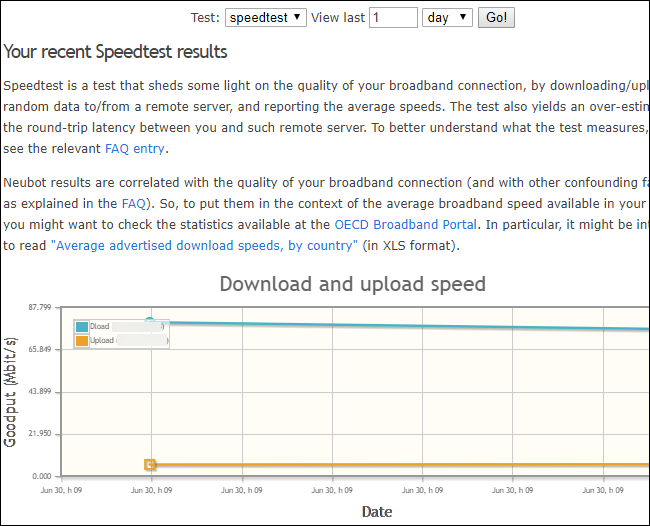 Test: speedtest View last 1 day Go!
Your recent Speedtest results
Speedtest is a test that sheds some light on the quality of your broadband connection, by downloading/upl
random data to/from a remote server, and reporting the average speeds. The test also yields an over-estin
the round-trip latency between you and such remote server. To better understand what the test measures,
see the relevant FAQ entry.
Neubot results are correlated with the quality of your broadband connection (and with other confounding fa
as explained in the FAQ). So, to put them in the context of the average broadband speed available in your
you might want to check the statistics available at the OECD Broadband Portal. In particular, it might be int
to read "Average advertised download speeds, by country" (in XLS format).
Download and upload speed
87.799
Dload )
Upload ( )
65.849
43.899
21.950
0.000
Goodput (Mbit/s)
Jun 30, h 09 Jun 30, h 09 Jun 30, h 09 Jun 30, h 09 Jun 30, h 09 Jun 30, h 09 Jun 30, h 09
Date